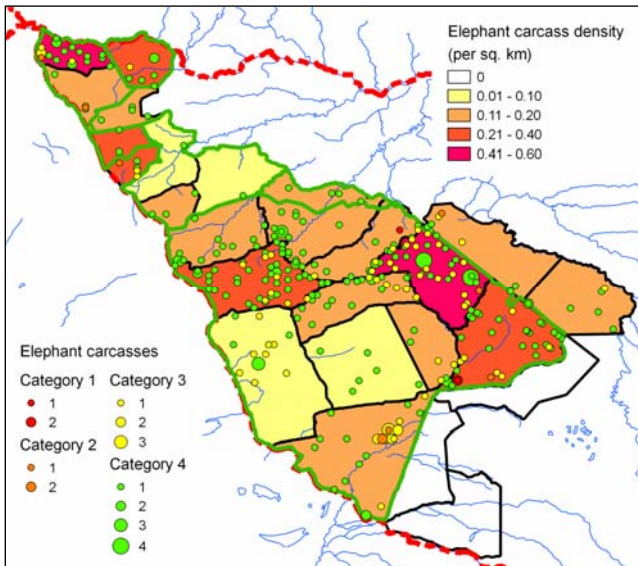 Elephant carcass density
(per sq. km)
0
0.01 - 0.10
0.11 - 0.20
0.21 - 0.40
0.41 - 0.60
Elephant carcasses
Category 1
1
2
Category 2
1
2
Category 3
1
2
3
Category 4
1
2
3
4